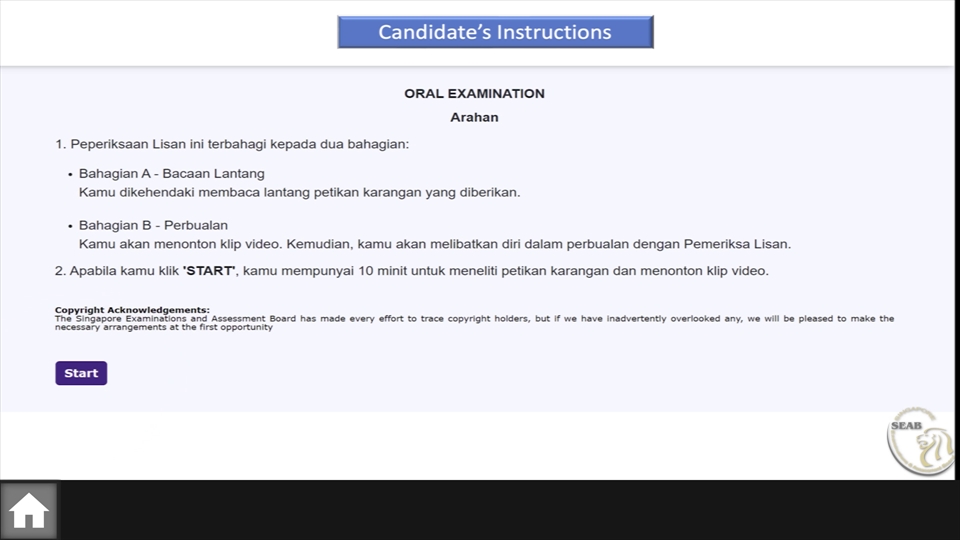 Candidate's Instructions
ORAL EXAMINATION
Arahan
1. Peperiksaan Lisan ini terbahagi kepada dua bahagian:
• Bahagian A - Bacaan Lantang
Kamu dikehendaki membaca lantang petikan karangan yang diberikan.
• Bahagian B - Perbualan
Kamu akan menonton klip video. Kemudian, kamu akan melibatkan diri dalam perbualan dengan Pemeriksa Lisan.
2. Apabila kamu klik 'START', kamu mempunyai 10 minit untuk meneliti petikan karangan dan menonton klip video.
Copyright Acknowledgements:
The Singapore Examinations and Assessment Board has made every effort to trace copyright holders, but if we have inadvertently overlooked any, we will be pleased to make the
necessary arrangements at the first opportunity
Start
SEAB